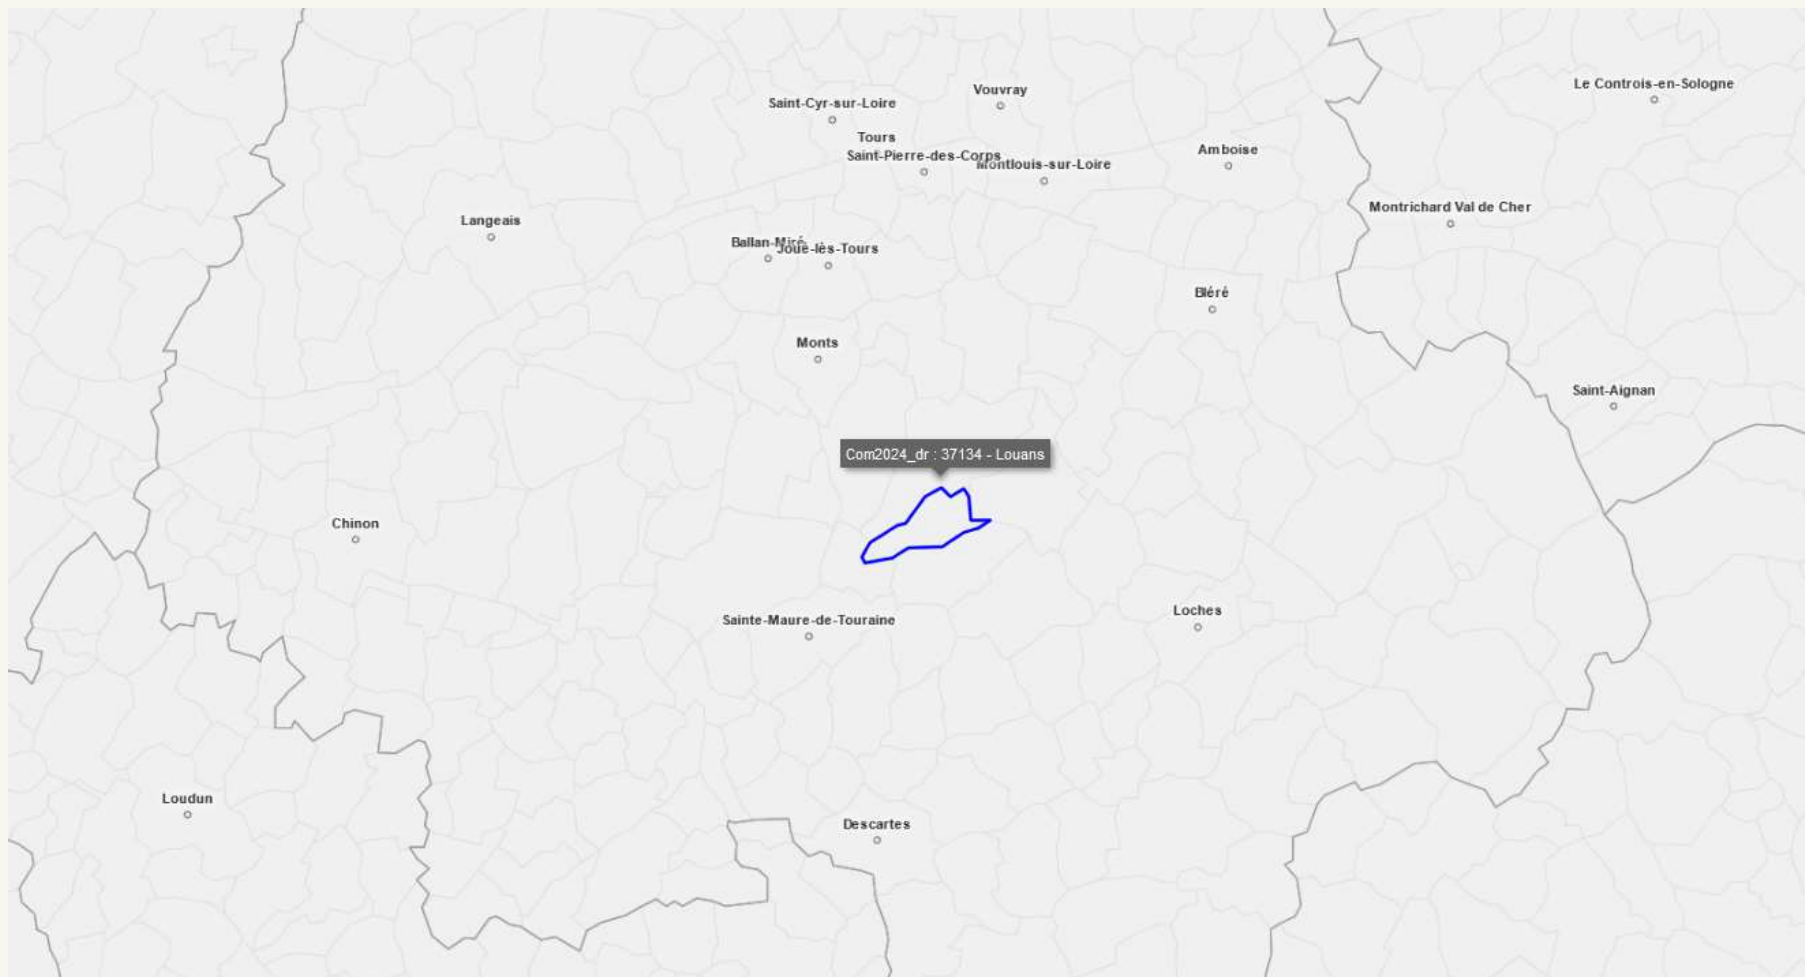 Le Controis-en-Sologne
Vouvray
Saint-Cyr-sur-Loire
Tours
Amboise
Saint-Pierre-des-Corps
Montlouis-sur-Loire
Montrichard Val de Cher
Langeais
Ballan-Miré
Joué-lès-Tours
Bléré
Monts
Saint-Aignan
Com2024_dr : 37134 - Louans
Chinon
Loches
Sainte-Maure-de-Touraine
Loudun
Descartes